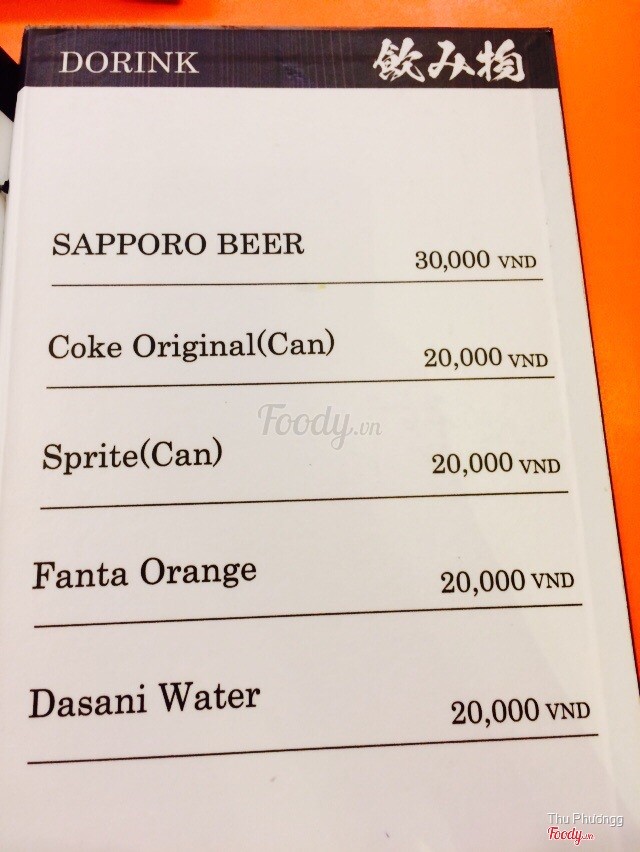 DORINK 飲み物
SAPPORO BEER 30,000 VND
Coke Original(Can) 20,000 VND
Foody.vn
Sprite(Can) 20,000 VND
Fanta Orange 20,000 VND
Dasani Water 20,000 VND
Thu Phươngg
Foody.vn